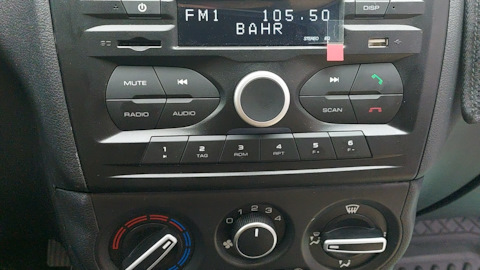 DISP
FM1 105.50
BAHR
STEREO EQ
MUTE
RADIO AUDIO
SCAN
1 2 3 4 5 6
TAG RDM RPT F- F+
0 1 2 3 4